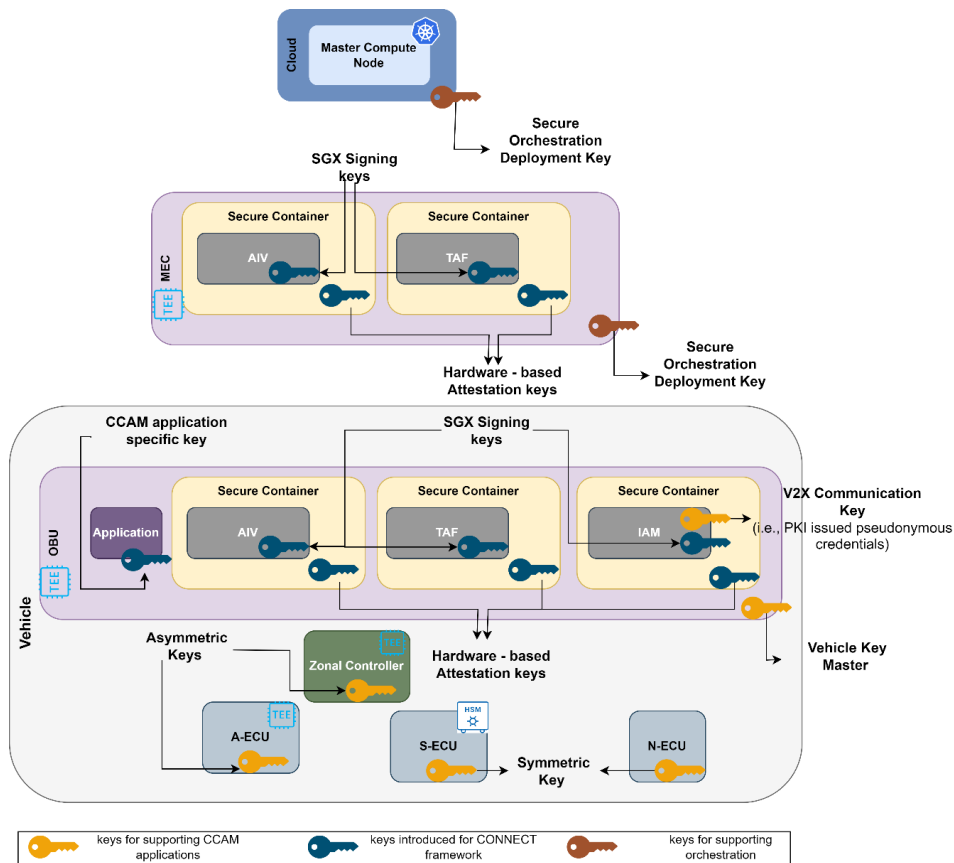 Cloud
Master Compute
Node
Secure
Orchestration
Deployment Key
SGX Signing
keys
MEC
TEE
Secure Container
AIV
Secure Container
TAF
Hardware - based
Attestation keys
Secure
Orchestration
Deployment Key
CCAM application
specific key
SGX Signing
keys
Vehicle
OBU
TEE
Application
Secure Container
AIV
Secure Container
TAF
Secure Container
IAM
V2X Communication
Key
(i.e., PKI issued pseudonymous
credentials)
Asymmetric
Keys
Zonal Controller
TEE
Hardware - based
Attestation keys
Vehicle Key
Master
A-ECU
TEE
S-ECU
HSM
Symmetric
Key
N-ECU
keys for supporting CCAM
applications
keys introduced for CONNECT
framework
keys for supporting
orchestration